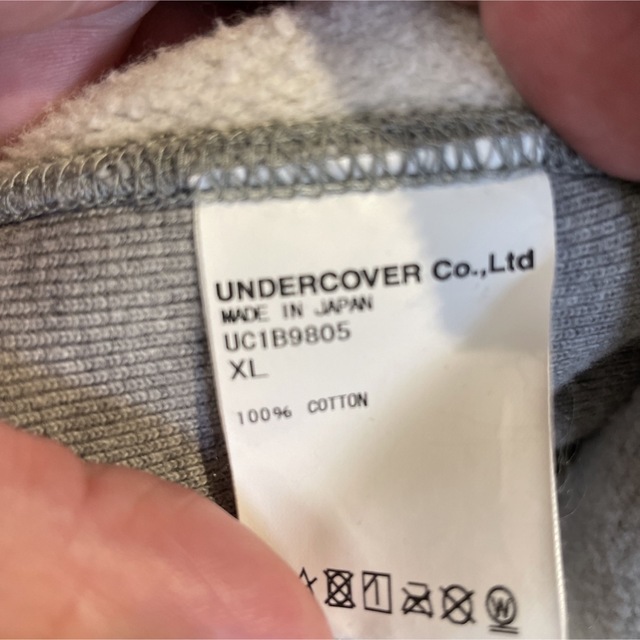 UNDERCOVER Co.,Ltd
MADE IN JAPAN
UC1B9805
XL
100% COTTON
W